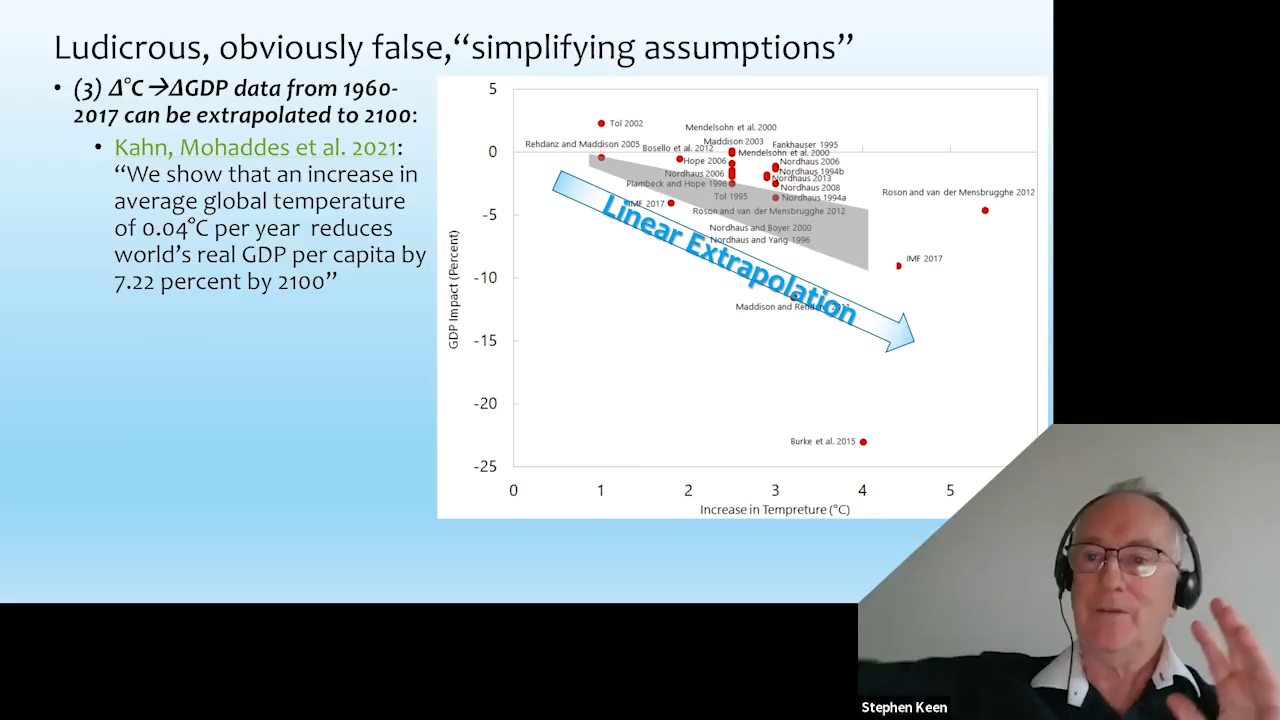 Ludicrous, obviously false,“simplifying assumptions”
• (3) Δ°C→ΔGDP data from 1960-
2017 can be extrapolated to 2100:
• Kahn, Mohaddes et al. 2021:
“We show that an increase in
average global temperature
of 0.04°C per year reduces
world’s real GDP per capita by
7.22 percent by 2100”
5
0
-5
-10
-15
-20
-25
GDP Impact (Percent)
Tol 2002
Mendelsohn et al. 2000
Rehdanz and Maddison 2005
Bosello et al. 2012
Maddison 2003
Fankhauser 1995
Mendelsohn et al. 2000
Hope 2006
Nordhaus 2006
Nordhaus 2006
Nordhaus 1994b
Nordhaus 2013
Plambeck and Hope 1996
Nordhaus 2008
Tol 1995
Nordhaus 1994a
Roson and van der Mensbrugghe 2012
IMF 2017
Roson and van der Mensbrugghe 2012
Nordhaus and Boyer 2000
Nordhaus and Yang 1996
Linear Extrapolation
IMF 2017
Maddison and
Burke et al. 2015
0 1 2 3 4 5
Increase in Tempreture (°C)
Stephen Keen